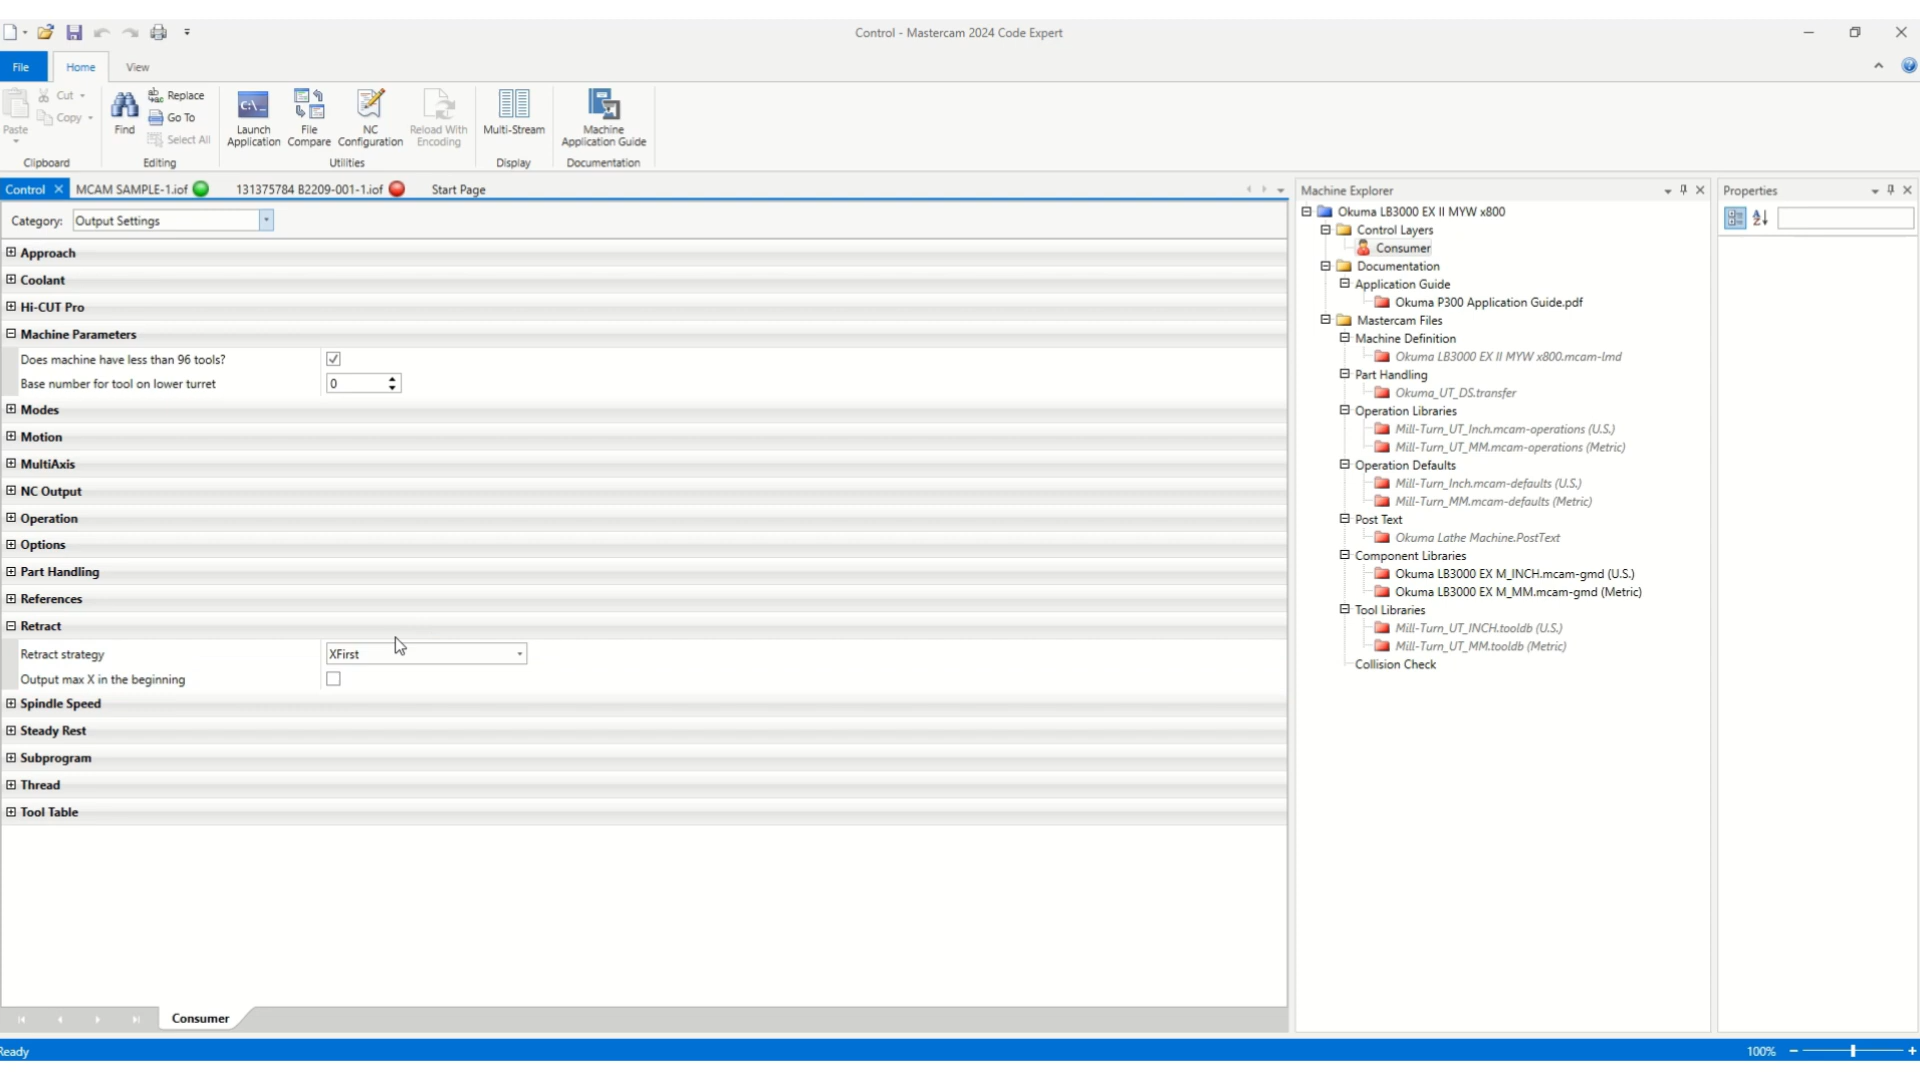 Control - Mastercam 2024 Code Expert
File Home View
Paste
Cut
Copy
Clipboard
Find
Replace
Go To
Select All
Editing
Launch Application
File Compare
NC Configuration
Reload With Encoding
Utilities
Multi-Stream
Display
Machine Application Guide
Documentation
Control MCAM SAMPLE-1.iof 131375784 B2209-001-1.iof Start Page
Category: Output Settings
Approach
Coolant
Hi-CUT Pro
Machine Parameters
Does machine have less than 96 tools?
Base number for tool on lower turret 0
Modes
Motion
MultiAxis
NC Output
Operation
Options
Part Handling
References
Retract
Retract strategy XFirst
Output max X in the beginning
Spindle Speed
Steady Rest
Subprogram
Thread
Tool Table
Consumer
Machine Explorer
Okuma LB3000 EX II MYW x800
Control Layers
Consumer
Documentation
Application Guide
Okuma P300 Application Guide.pdf
Mastercam Files
Machine Definition
Okuma LB3000 EX II MYW x800.mcam-lmd
Part Handling
Okuma_UT_DS.transfer
Operation Libraries
Mill-Turn_UT_Inch.mcam-operations (U.S.)
Mill-Turn_UT_MM.mcam-operations (Metric)
Operation Defaults
Mill-Turn_Inch.mcam-defaults (U.S.)
Mill-Turn_MM.mcam-defaults (Metric)
Post Text
Okuma Lathe Machine.PostText
Component Libraries
Okuma LB3000 EX M_INCH.mcam-gmd (U.S.)
Okuma LB3000 EX M_MM.mcam-gmd (Metric)
Tool Libraries
Mill-Turn_UT_INCH.tooldb (U.S.)
Mill-Turn_UT_MM.tooldb (Metric)
Collision Check
Properties
Ready
100%